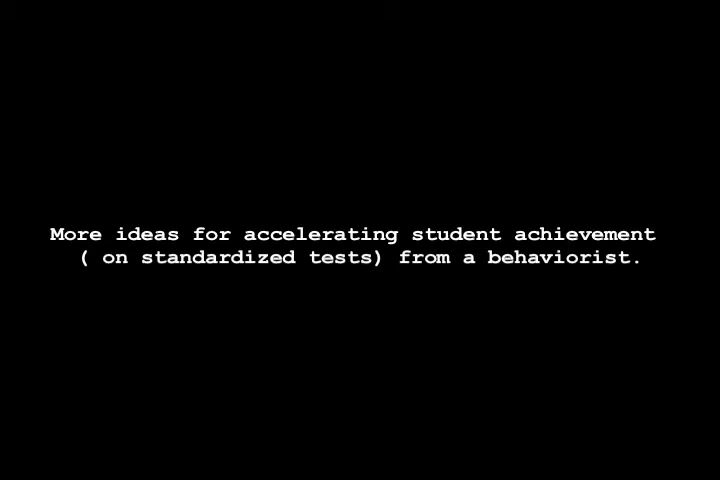 More ideas for accelerating student achievement
( on standardized tests) from a behaviorist.